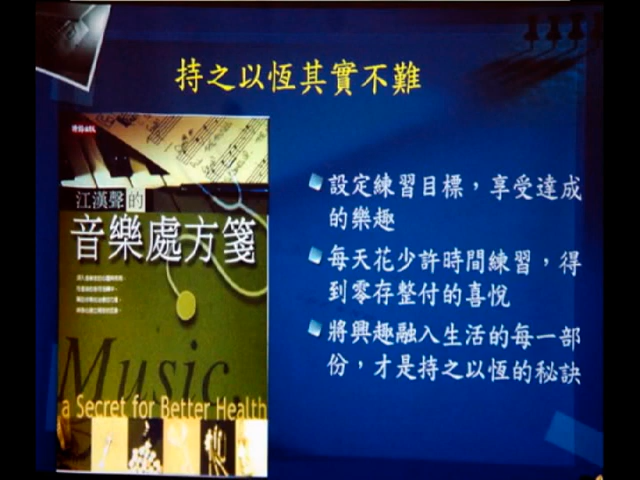 持之以恆其實不難
江漢聲的
音樂處方箋
Music
a Secret for Better Health
設定練習目標，享受達成
的樂趣
每天花少許時間練習，得
到零存整付的喜悅
將興趣融入生活的每一部
份，才是持之以恆的秘訣